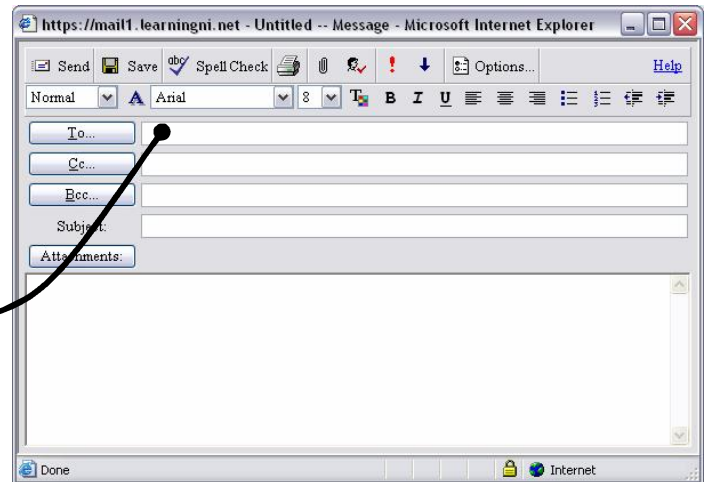 https://mail1.learningni.net - Untitled -- Message - Microsoft Internet Explorer
Send Save abc Spell Check ! Options... Help
Normal A Arial 8 T B I U
To...
Cc...
Bcc...
Subject:
Attachments:
Done Internet